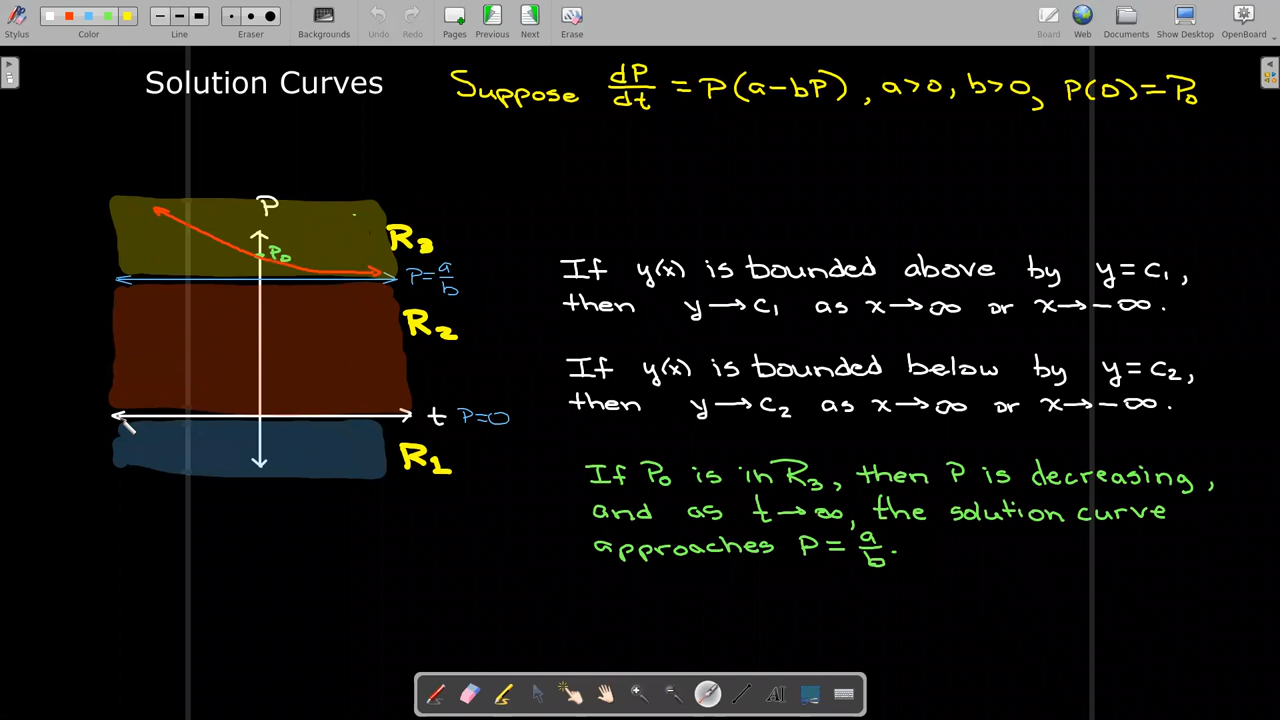 Stylus
Color
Line
Eraser
Backgrounds
Undo
Redo
Pages
Previous
Next
Erase
Board
Web
Documents
Show Desktop
OpenBoard
Solution Curves
Suppose dP/dt = P(a-bP), a>0, b>0, P(0)=P₀
P
R₃
P₀
P=a/b
R₂
t P=0
R₁
If y(x) is bounded above by y=c₁,
then y→c₁ as x→∞ or x→-∞.
If y(x) is bounded below by y=c₂,
then y→c₂ as x→∞ or x→-∞.
If P₀ is in R₃, then P is decreasing,
and as t→∞, the solution curve
approaches P = a/b.
AI